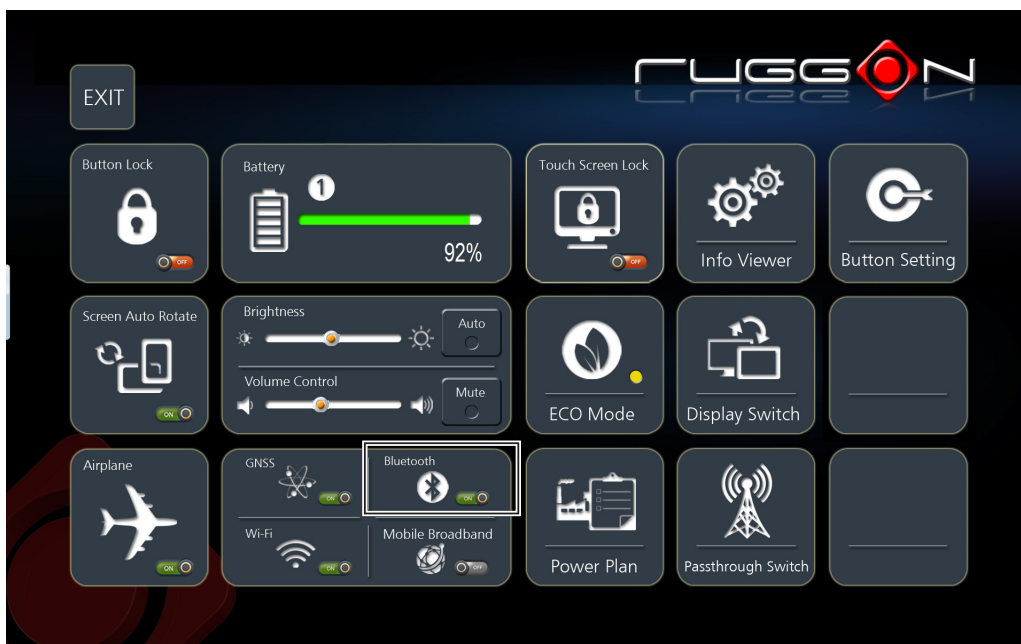 RUGGON
EXIT
Button Lock
OFF
Battery
1
92%
Touch Screen Lock
OFF
Info Viewer
Button Setting
Screen Auto Rotate
ON
Brightness
Auto
Volume Control
Mute
ECO Mode
Display Switch
Airplane
ON
GNSS
ON
Bluetooth
ON
Wi-Fi
ON
Mobile Broadband
OFF
Power Plan
Passthrough Switch